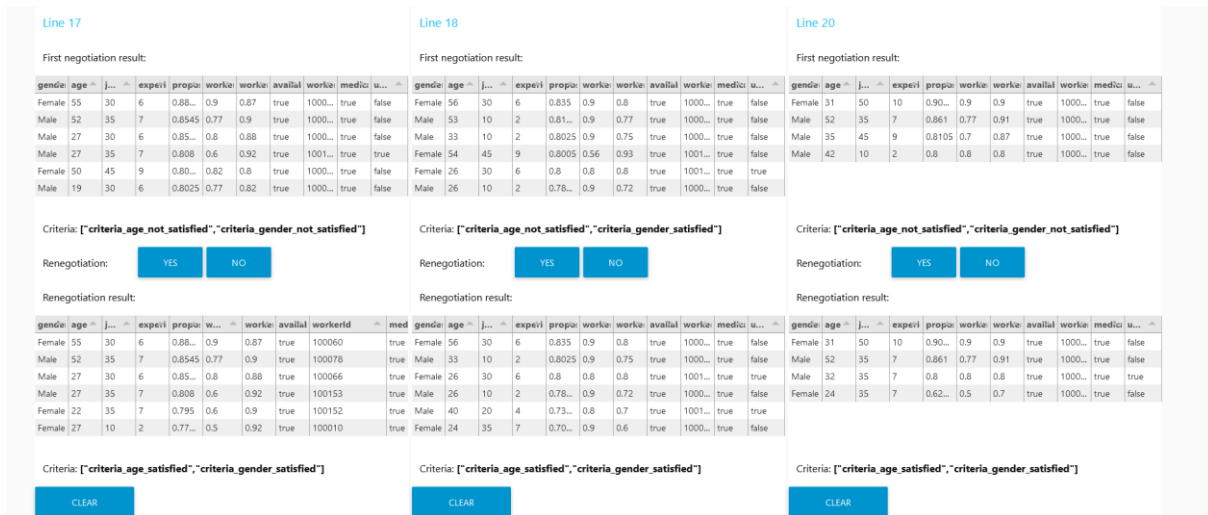 Line 17
First negotiation result:
gender age j... experi propo: worke: worke: availal worke: medica u...
Female 55 30 6 0.88... 0.9 0.87 true 1000... true false
Male 52 35 7 0.8545 0.77 0.9 true 1000... true false
Male 27 30 6 0.85... 0.8 0.88 true 1000... true false
Male 27 35 7 0.808 0.6 0.92 true 1001... true true
Female 50 45 9 0.80... 0.82 0.8 true 1000... true false
Male 19 30 6 0.8025 0.77 0.82 true 1000... true false
Criteria: ["criteria_age_not_satisfied","criteria_gender_not_satisfied"]
Renegotiation: YES NO
Renegotiation result:
gender age j... experi propo: w... worke: availal workerId med
Female 55 30 6 0.88... 0.9 0.87 true 100060 true
Male 52 35 7 0.8545 0.77 0.9 true 100078 true
Male 27 30 6 0.85... 0.8 0.88 true 100066 true
Male 27 35 7 0.808 0.6 0.92 true 100153 true
Female 22 35 7 0.795 0.6 0.9 true 100152 true
Female 27 10 2 0.77... 0.5 0.92 true 100010 true
Criteria: ["criteria_age_satisfied","criteria_gender_satisfied"]
CLEAR
Line 18
First negotiation result:
gender age j... experi propo: worke: worke: availal worke: medica u...
Female 56 30 6 0.835 0.9 0.8 true 1000... true false
Male 53 10 2 0.81... 0.9 0.77 true 1000... true false
Male 33 10 2 0.8025 0.9 0.75 true 1000... true false
Female 54 45 9 0.8005 0.56 0.93 true 1001... true false
Female 26 30 6 0.8 0.8 0.8 true 1001... true true
Male 26 10 2 0.78... 0.9 0.72 true 1000... true false
Criteria: ["criteria_age_not_satisfied","criteria_gender_satisfied"]
Renegotiation: YES NO
Renegotiation result:
gender age j... experi propo: worke: worke: availal worke: medica u...
Female 56 30 6 0.835 0.9 0.8 true 1000... true false
Male 33 10 2 0.8025 0.9 0.75 true 1000... true false
Female 26 30 6 0.8 0.8 0.8 true 1001... true true
Male 26 10 2 0.78... 0.9 0.72 true 1000... true false
Male 40 20 4 0.73... 0.8 0.7 true 1001... true true
Female 24 35 7 0.70... 0.9 0.6 true 1000... true false
Criteria: ["criteria_age_satisfied","criteria_gender_satisfied"]
CLEAR
Line 20
First negotiation result:
gender age j... experi propo: worke: worke: availal worke: medica u...
Female 31 50 10 0.90... 0.9 0.9 true 1000... true false
Male 52 35 7 0.861 0.77 0.91 true 1000... true false
Male 35 45 9 0.8105 0.7 0.87 true 1000... true false
Male 42 10 2 0.8 0.8 0.8 true 1000... true false
Criteria: ["criteria_age_not_satisfied","criteria_gender_not_satisfied"]
Renegotiation: YES NO
Renegotiation result:
gender age j... experi propo: worke: worke: availal worke: medica u...
Female 31 50 10 0.90... 0.9 0.9 true 1000... true false
Male 52 35 7 0.861 0.77 0.91 true 1000... true false
Male 32 35 7 0.8 0.8 0.8 true 1000... true true
Female 24 35 7 0.62... 0.5 0.7 true 1000... true false
Criteria: ["criteria_age_satisfied","criteria_gender_satisfied"]
CLEAR